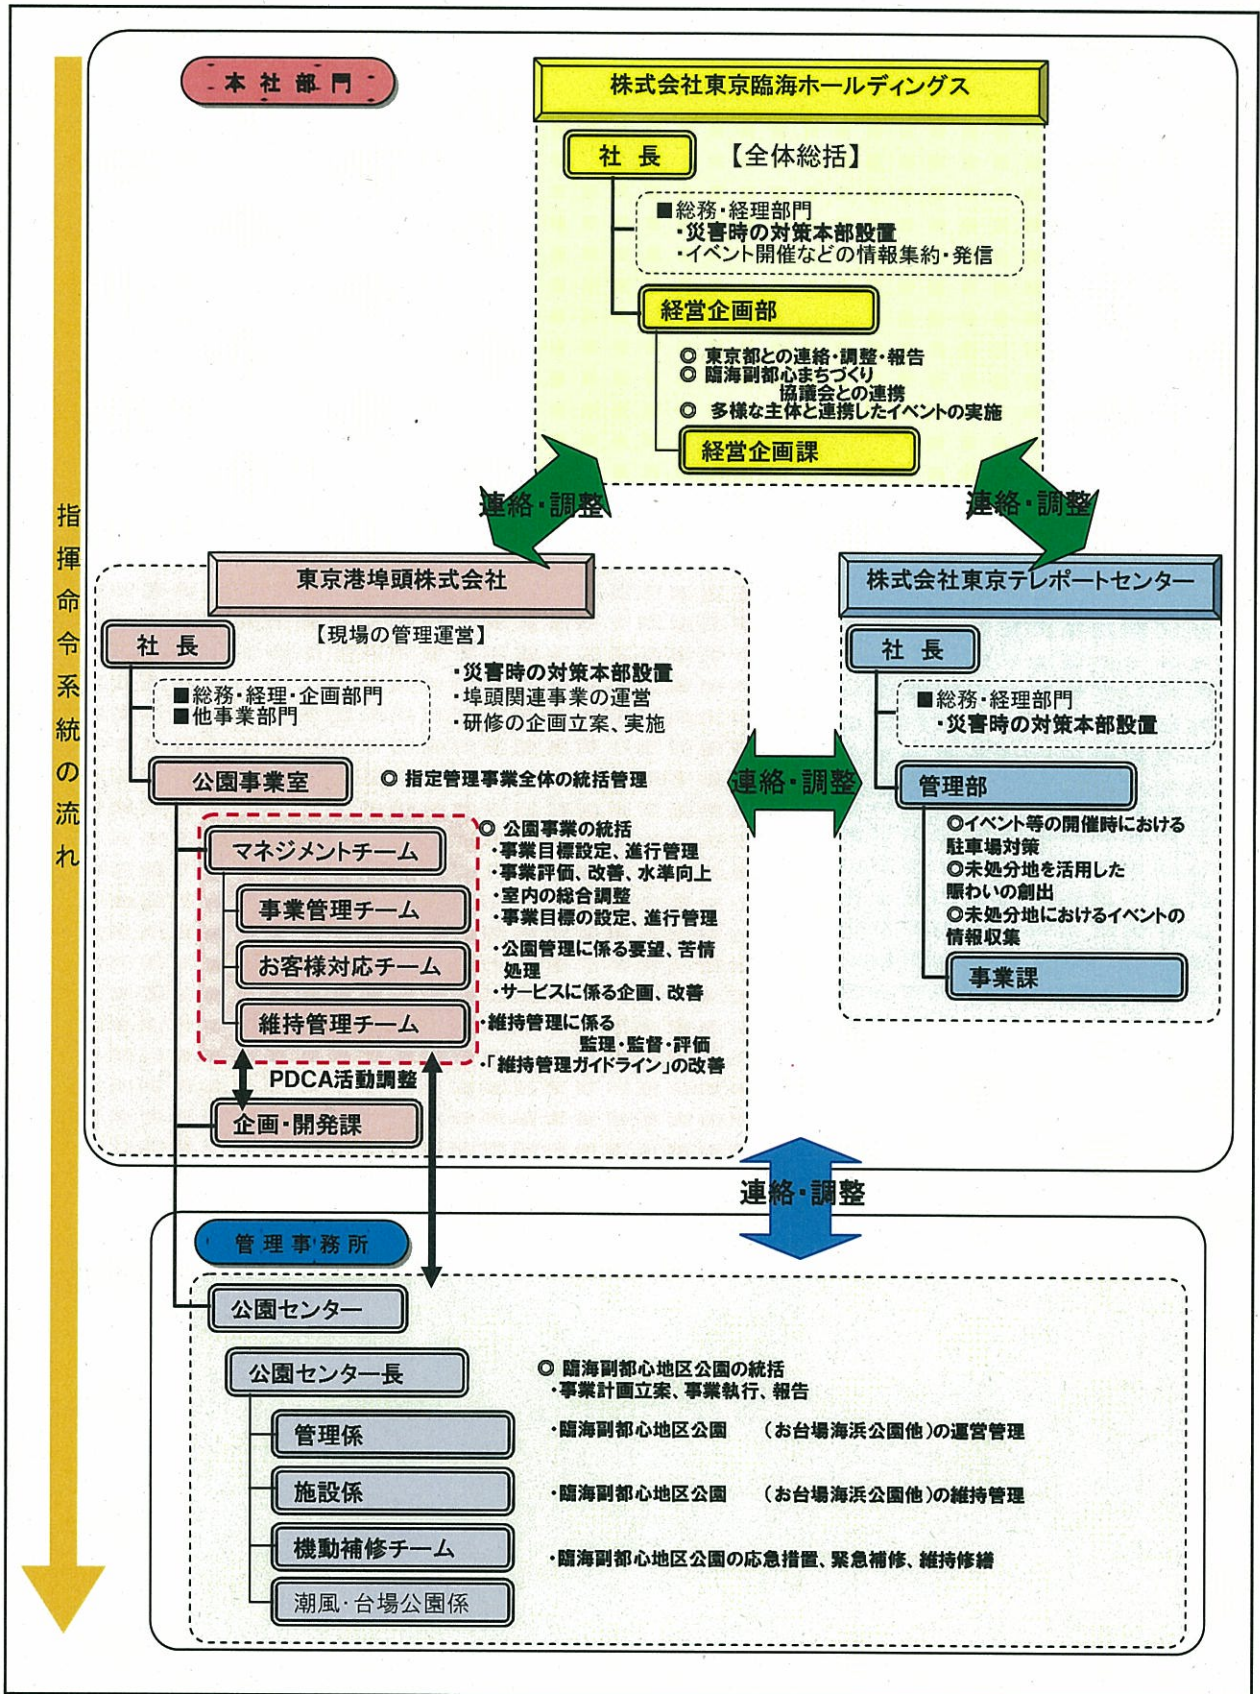 指揮命令系統の流れ
本社部門
株式会社東京臨海ホールディングス
社長
【全体総括】
■総務・経理部門
・災害時の対策本部設置
・イベント開催などの情報集約・発信
経営企画部
◎ 東京都との連絡・調整・報告
◎ 臨海副都心まちづくり
協議会との連携
◎ 多様な主体と連携したイベントの実施
経営企画課
連絡・調整
連絡・調整
東京港埠頭株式会社
【現場の管理運営】
社長
■総務・経理・企画部門
■他事業部門
・災害時の対策本部設置
・埠頭関連事業の運営
・研修の企画立案、実施
公園事業室
◎ 指定管理事業全体の統括管理
マネジメントチーム
◎ 公園事業の統括
・事業目標設定、進行管理
・事業評価、改善、水準向上
事業管理チーム
・室内の総合調整
・事業目標の設定、進行管理
お客様対応チーム
・公園管理に係る要望、苦情
処理
・サービスに係る企画、改善
維持管理チーム
・維持管理に係る
監理・監督・評価
・「維持管理ガイドライン」の改善
PDCA活動調整
企画・開発課
連絡・調整
株式会社東京テレポートセンター
社長
■総務・経理部門
・災害時の対策本部設置
管理部
◎イベント等の開催時における
駐車場対策
◎未処分地を活用した
賑わいの創出
◎未処分地におけるイベントの
情報収集
事業課
連絡・調整
管理事務所
公園センター
公園センター長
◎ 臨海副都心地区公園の統括
・事業計画立案、事業執行、報告
管理係
・臨海副都心地区公園 （お台場海浜公園他）の運営管理
施設係
・臨海副都心地区公園 （お台場海浜公園他）の維持管理
機動補修チーム
・臨海副都心地区公園の応急措置、緊急補修、維持修繕
潮風・台場公園係